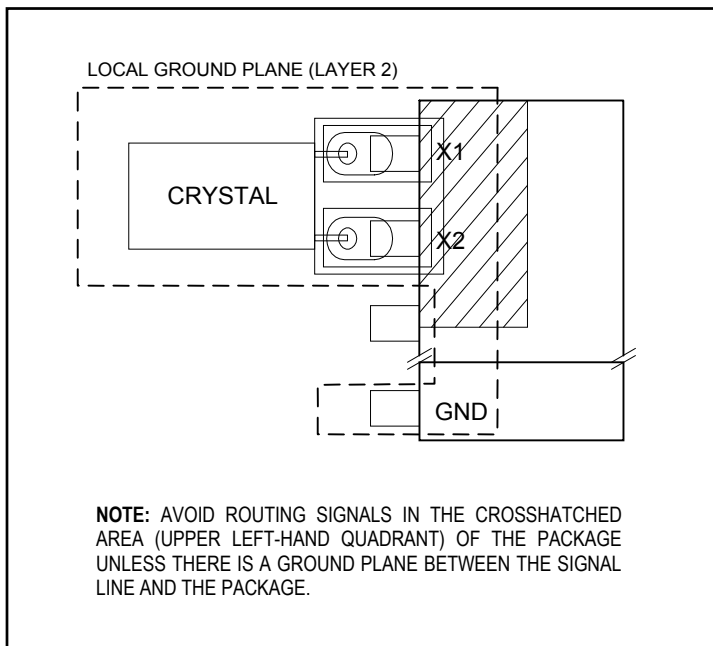 LOCAL GROUND PLANE (LAYER 2)
X1
CRYSTAL
X2
GND
NOTE: AVOID ROUTING SIGNALS IN THE CROSSHATCHED
AREA (UPPER LEFT-HAND QUADRANT) OF THE PACKAGE
UNLESS THERE IS A GROUND PLANE BETWEEN THE SIGNAL
LINE AND THE PACKAGE.